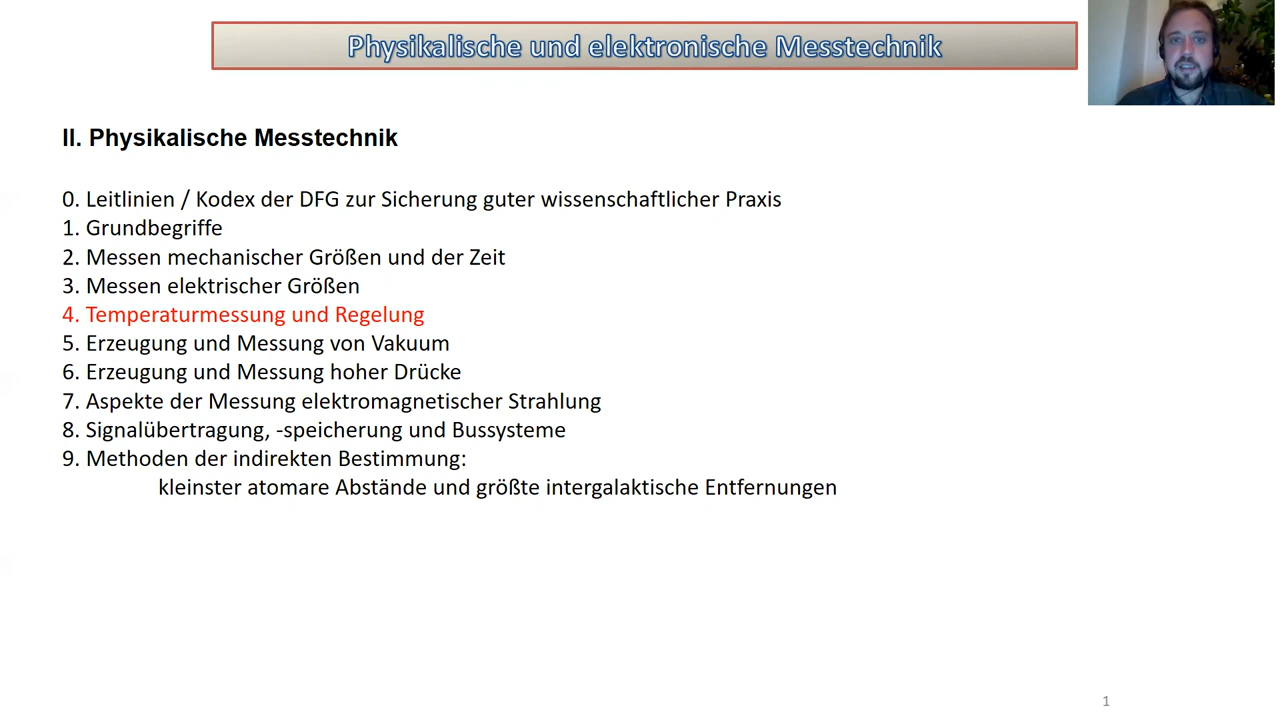 Physikalische und elektronische Messtechnik
II. Physikalische Messtechnik
0. Leitlinien / Kodex der DFG zur Sicherung guter wissenschaftlicher Praxis
1. Grundbegriffe
2. Messen mechanischer Größen und der Zeit
3. Messen elektrischer Größen
4. Temperaturmessung und Regelung
5. Erzeugung und Messung von Vakuum
6. Erzeugung und Messung hoher Drücke
7. Aspekte der Messung elektromagnetischer Strahlung
8. Signalübertragung, -speicherung und Bussysteme
9. Methoden der indirekten Bestimmung:
kleinster atomare Abstände und größte intergalaktische Entfernungen
1